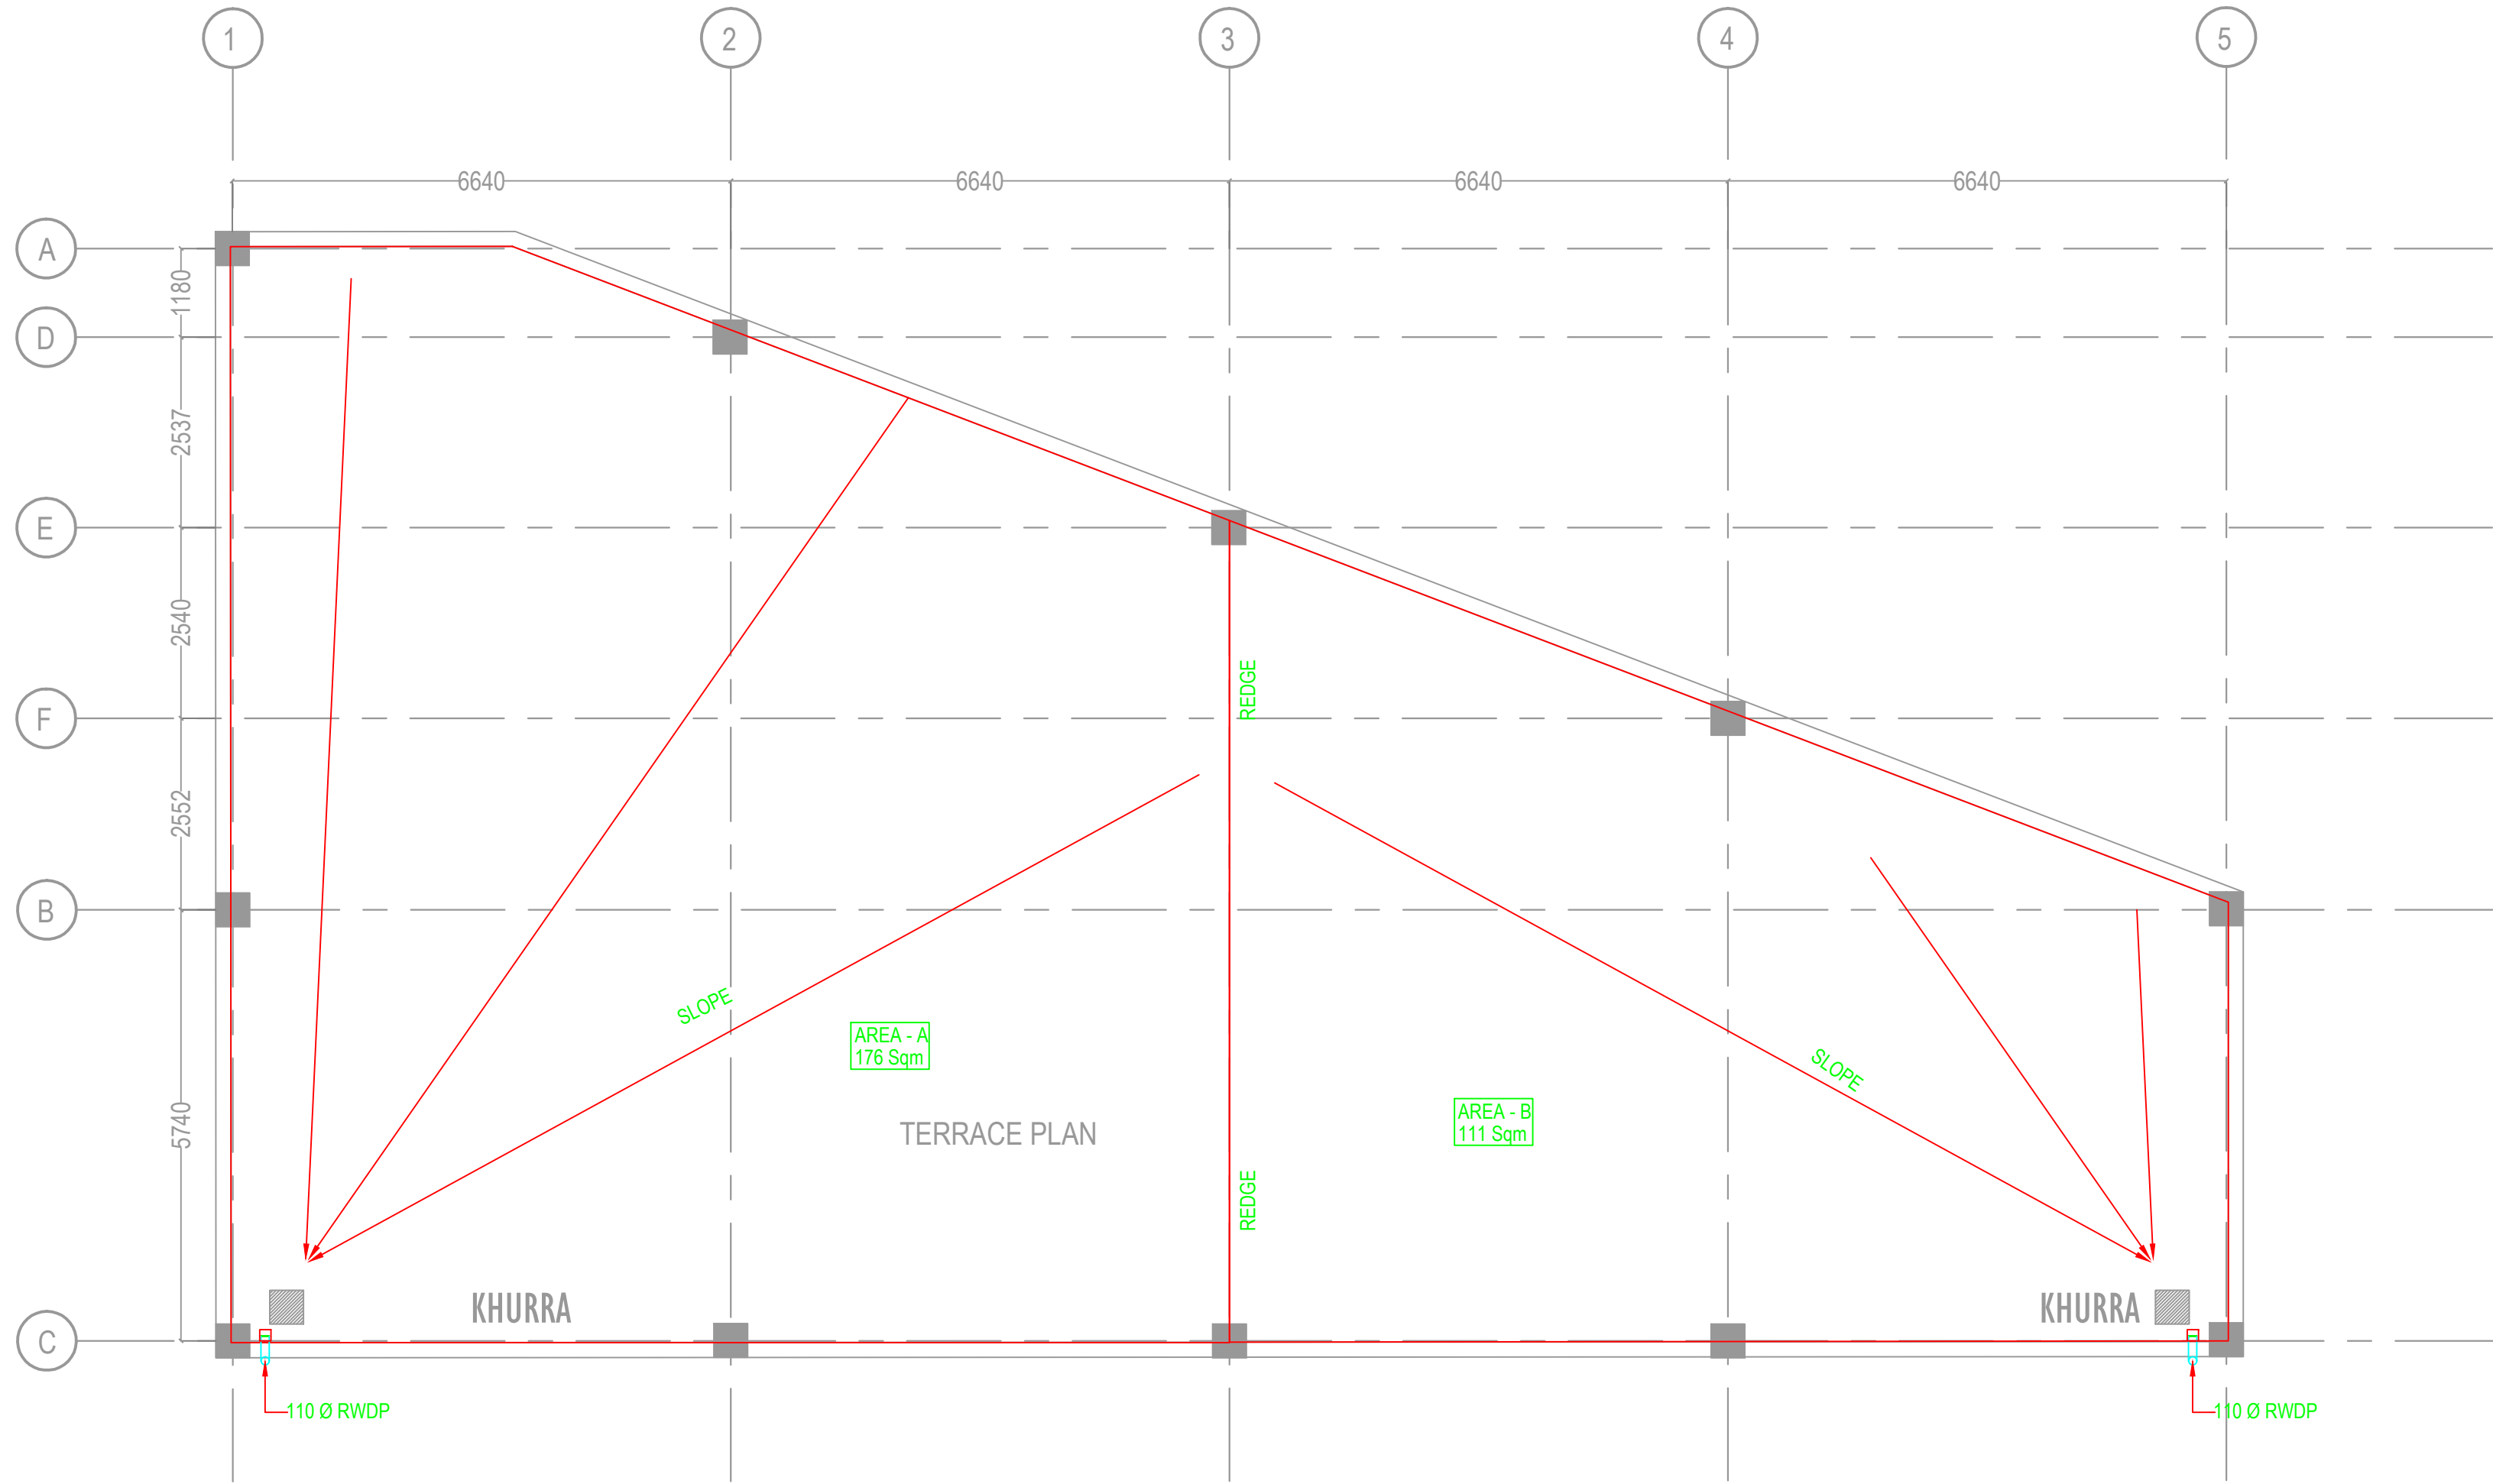 1
2
3
4
5
6640
6640
6640
6640
A
D
E
F
B
C
1180
2537
2540
2552
5740
REDGE
SLOPE
AREA - A
176 Sqm
TERRACE PLAN
AREA - B
111 Sqm
SLOPE
REDGE
KHURRA
KHURRA
110 Ø RWDP
110 Ø RWDP